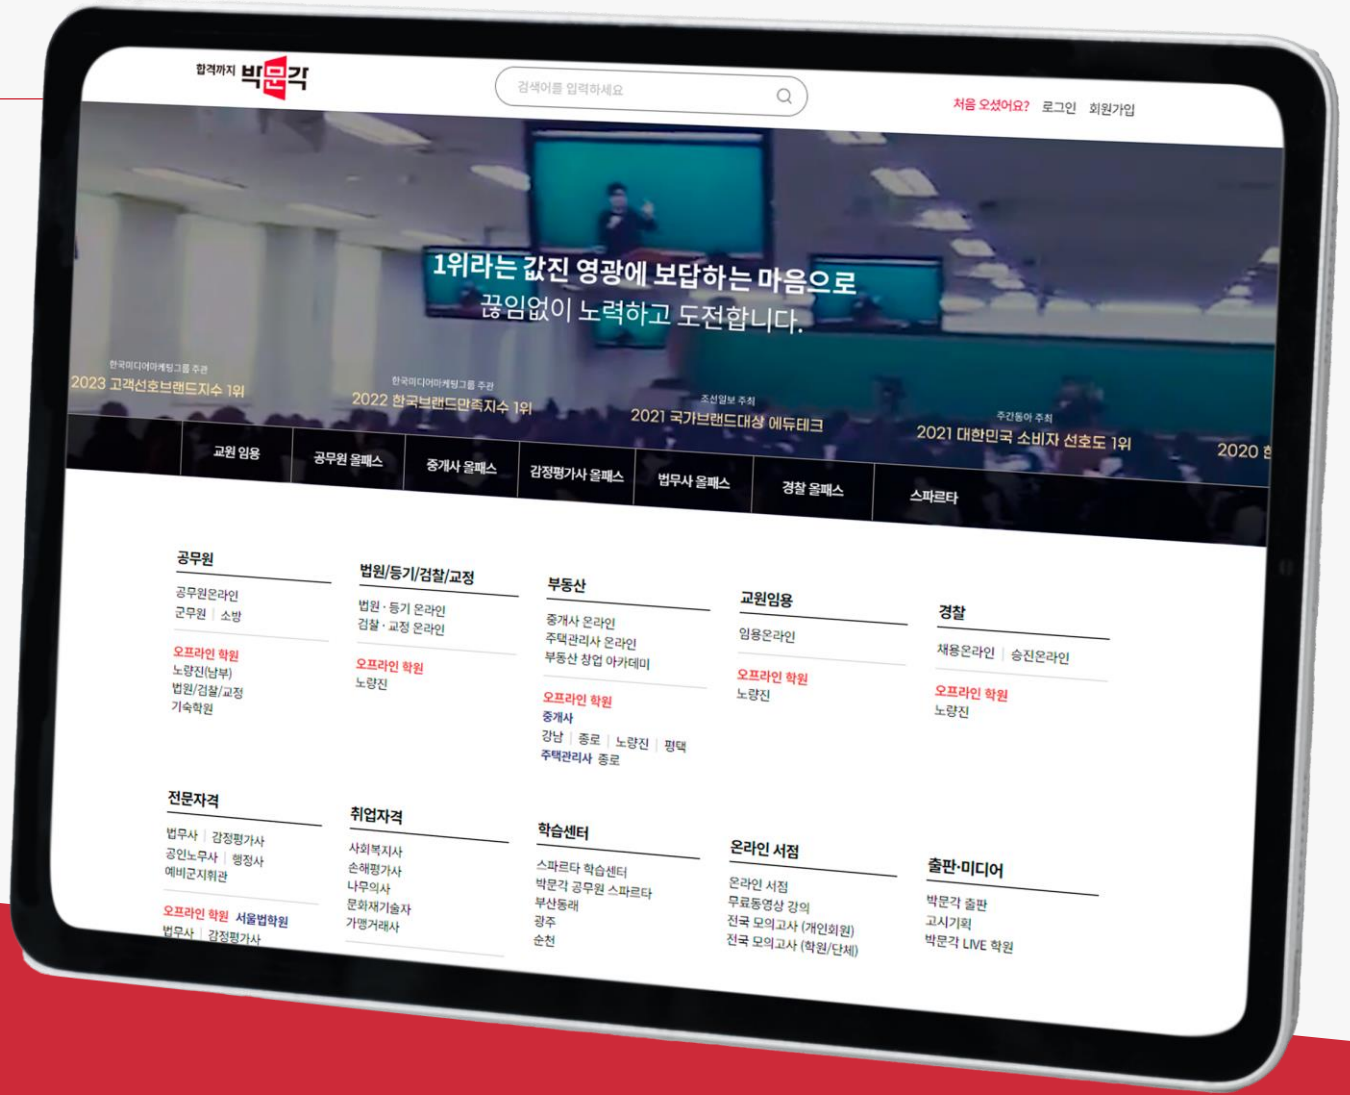 합격까지 박문각
검색어를 입력하세요
처음 오셨어요? 로그인 회원가입
1위라는 값진 영광에 보답하는 마음으로
끊임없이 노력하고 도전합니다.
한국미디어마케팅그룹 주관
2023 고객선호브랜드지수 1위
한국미디어마케팅그룹 주관
2022 한국브랜드만족지수 1위
조선일보 주최
2021 국가브랜드대상 에듀테크
주간동아 주최
2021 대한민국 소비자 선호도 1위
2020
교원 임용
공무원 올패스
중개사 올패스
감정평가사 올패스
법무사 올패스
경찰 올패스
스파르타
공무원
공무원온라인
군무원 | 소방
오프라인 학원
노량진(남부)
법원/검찰/교정
기숙학원
법원/등기/검찰/교정
법원 · 등기 온라인
검찰 · 교정 온라인
오프라인 학원
노량진
부동산
중개사 온라인
주택관리사 온라인
부동산 창업 아카데미
오프라인 학원
중개사
강남 | 종로 | 노량진 | 평택
주택관리사 종로
교원임용
임용온라인
오프라인 학원
노량진
경찰
채용온라인 | 승진온라인
오프라인 학원
노량진
전문자격
법무사 | 감정평가사
공인노무사 | 행정사
예비군지휘관
오프라인 학원 서울법학원
법무사 | 감정평가사
취업자격
사회복지사
손해평가사
나무의사
문화재기술자
가맹거래사
학습센터
스파르타 학습센터
박문각 공무원 스파르타
부산동래
광주
순천
온라인 서점
온라인 서점
무료동영상 강의
전국 모의고사 (개인회원)
전국 모의고사 (학원/단체)
출판·미디어
박문각 출판
고시기획
박문각 LIVE 학원